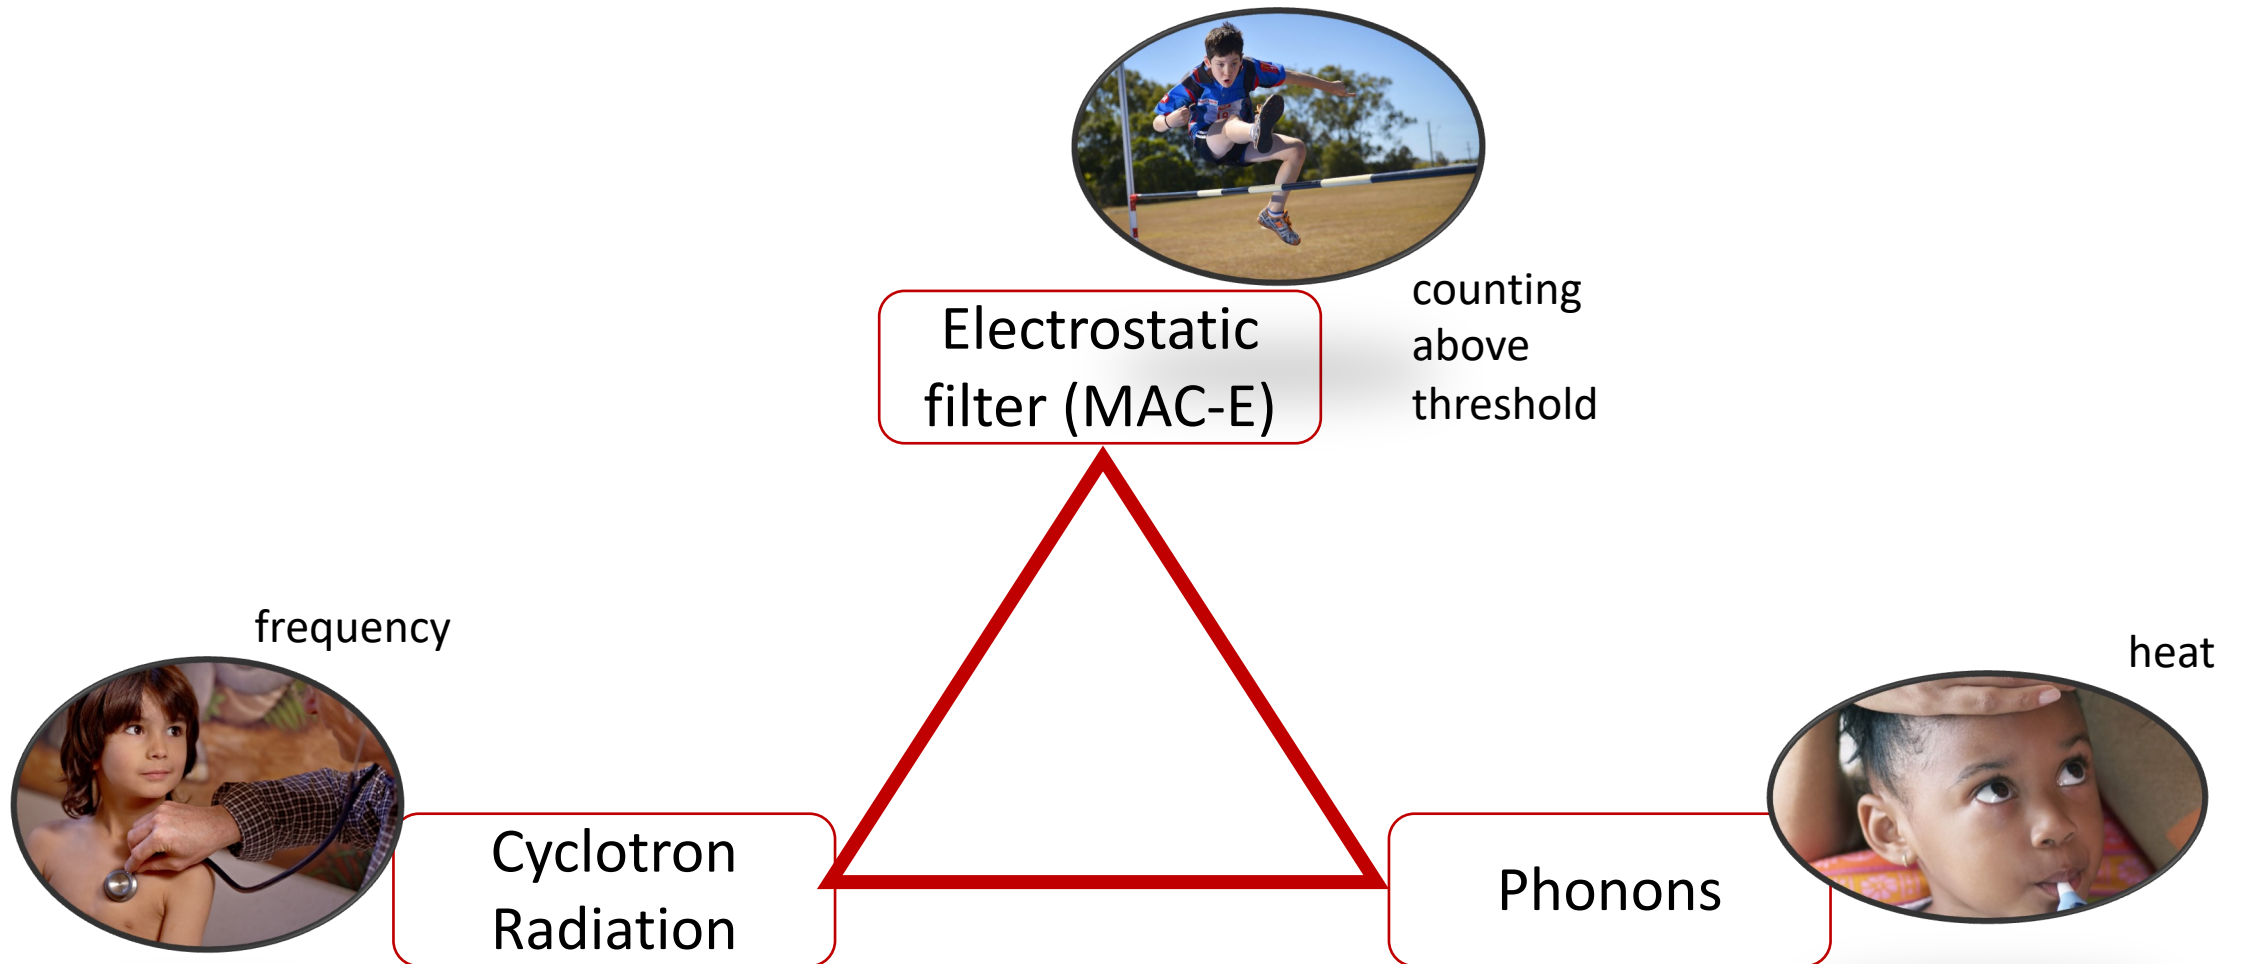 counting
above
threshold
Electrostatic
filter (MAC-E)
frequency
heat
Cyclotron
Radiation
Phonons